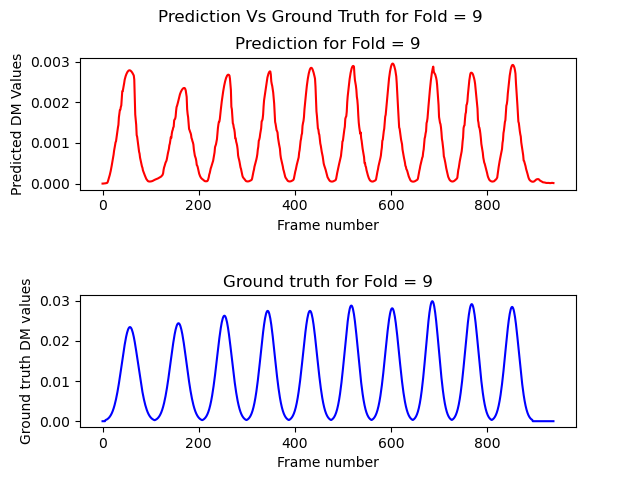 Prediction Vs Ground Truth for Fold = 9
Prediction for Fold = 9
Predicted DM Values
0.003
0.002
0.001
0.000
0 200 400 600 800
Frame number
Ground truth for Fold = 9
Ground truth DM values
0.03
0.02
0.01
0.00
0 200 400 600 800
Frame number